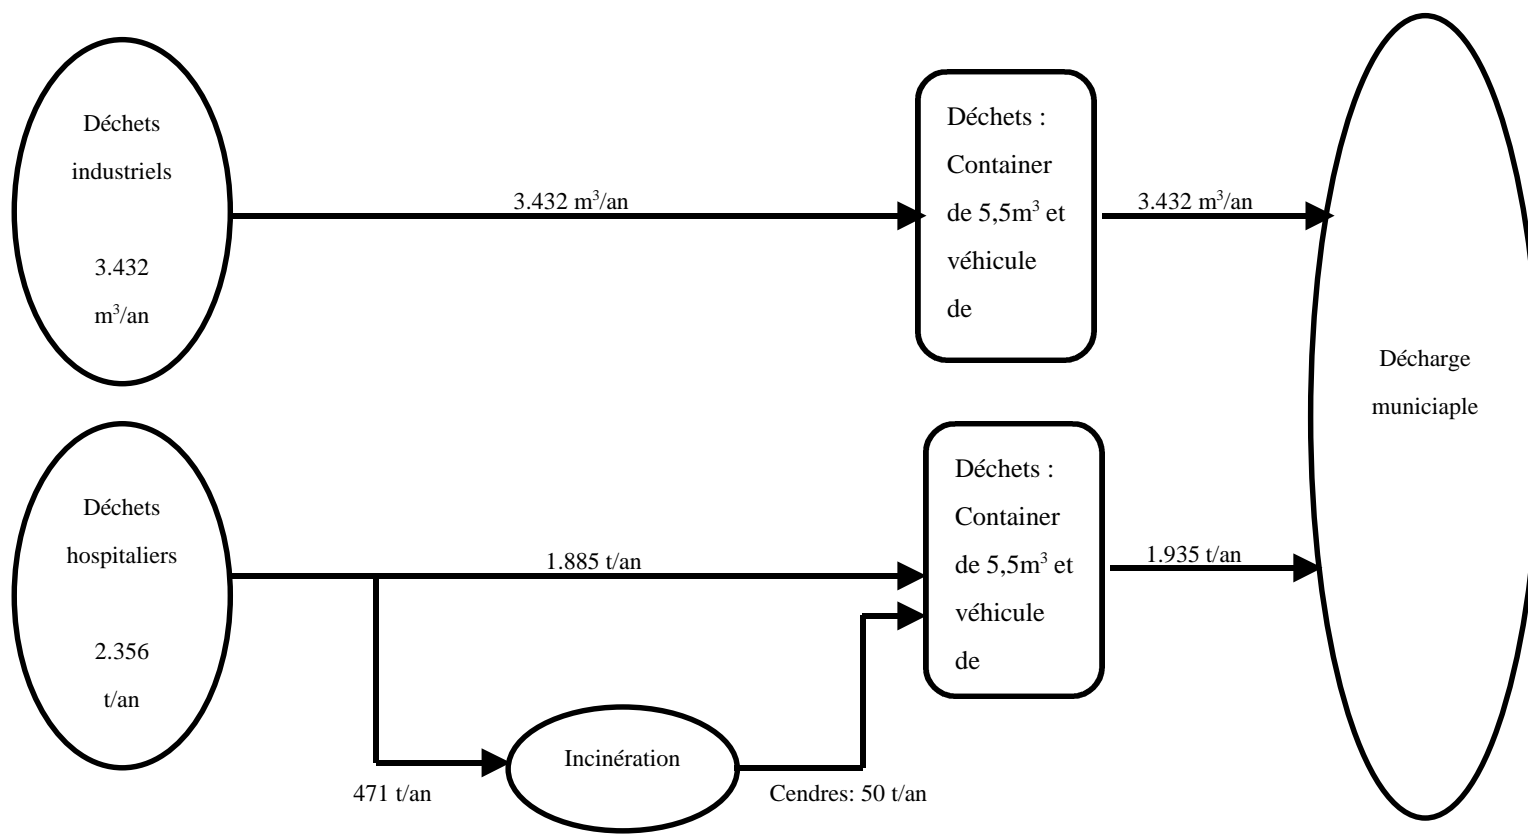 Déchets
industriels
3.432
m³/an
3.432 m³/an
Déchets :
Container
de 5,5m³ et
véhicule
de
3.432 m³/an
Décharge
municiaple
Déchets
hospitaliers
2.356
t/an
1.885 t/an
471 t/an
Incinération
Cendres: 50 t/an
Déchets :
Container
de 5,5m³ et
véhicule
de
1.935 t/an